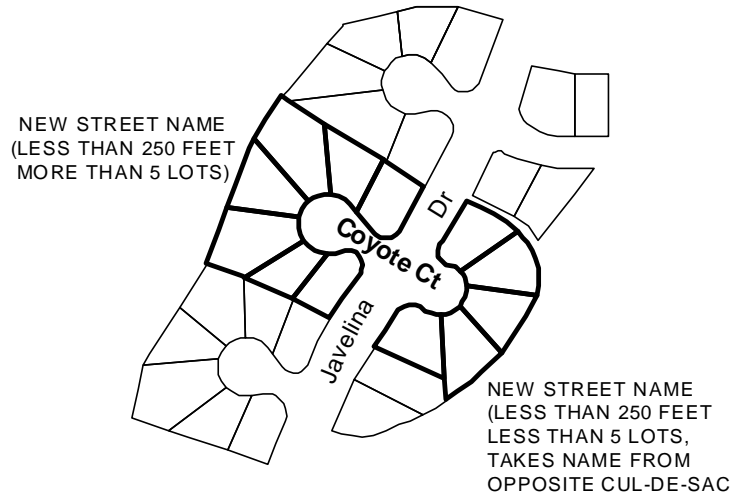 NEW STREET NAME
(LESS THAN 250 FEET
MORE THAN 5 LOTS)
Dr
Coyote Ct
Javelina
NEW STREET NAME
(LESS THAN 250 FEET
LESS THAN 5 LOTS,
TAKES NAME FROM
OPPOSITE CUL-DE-SAC